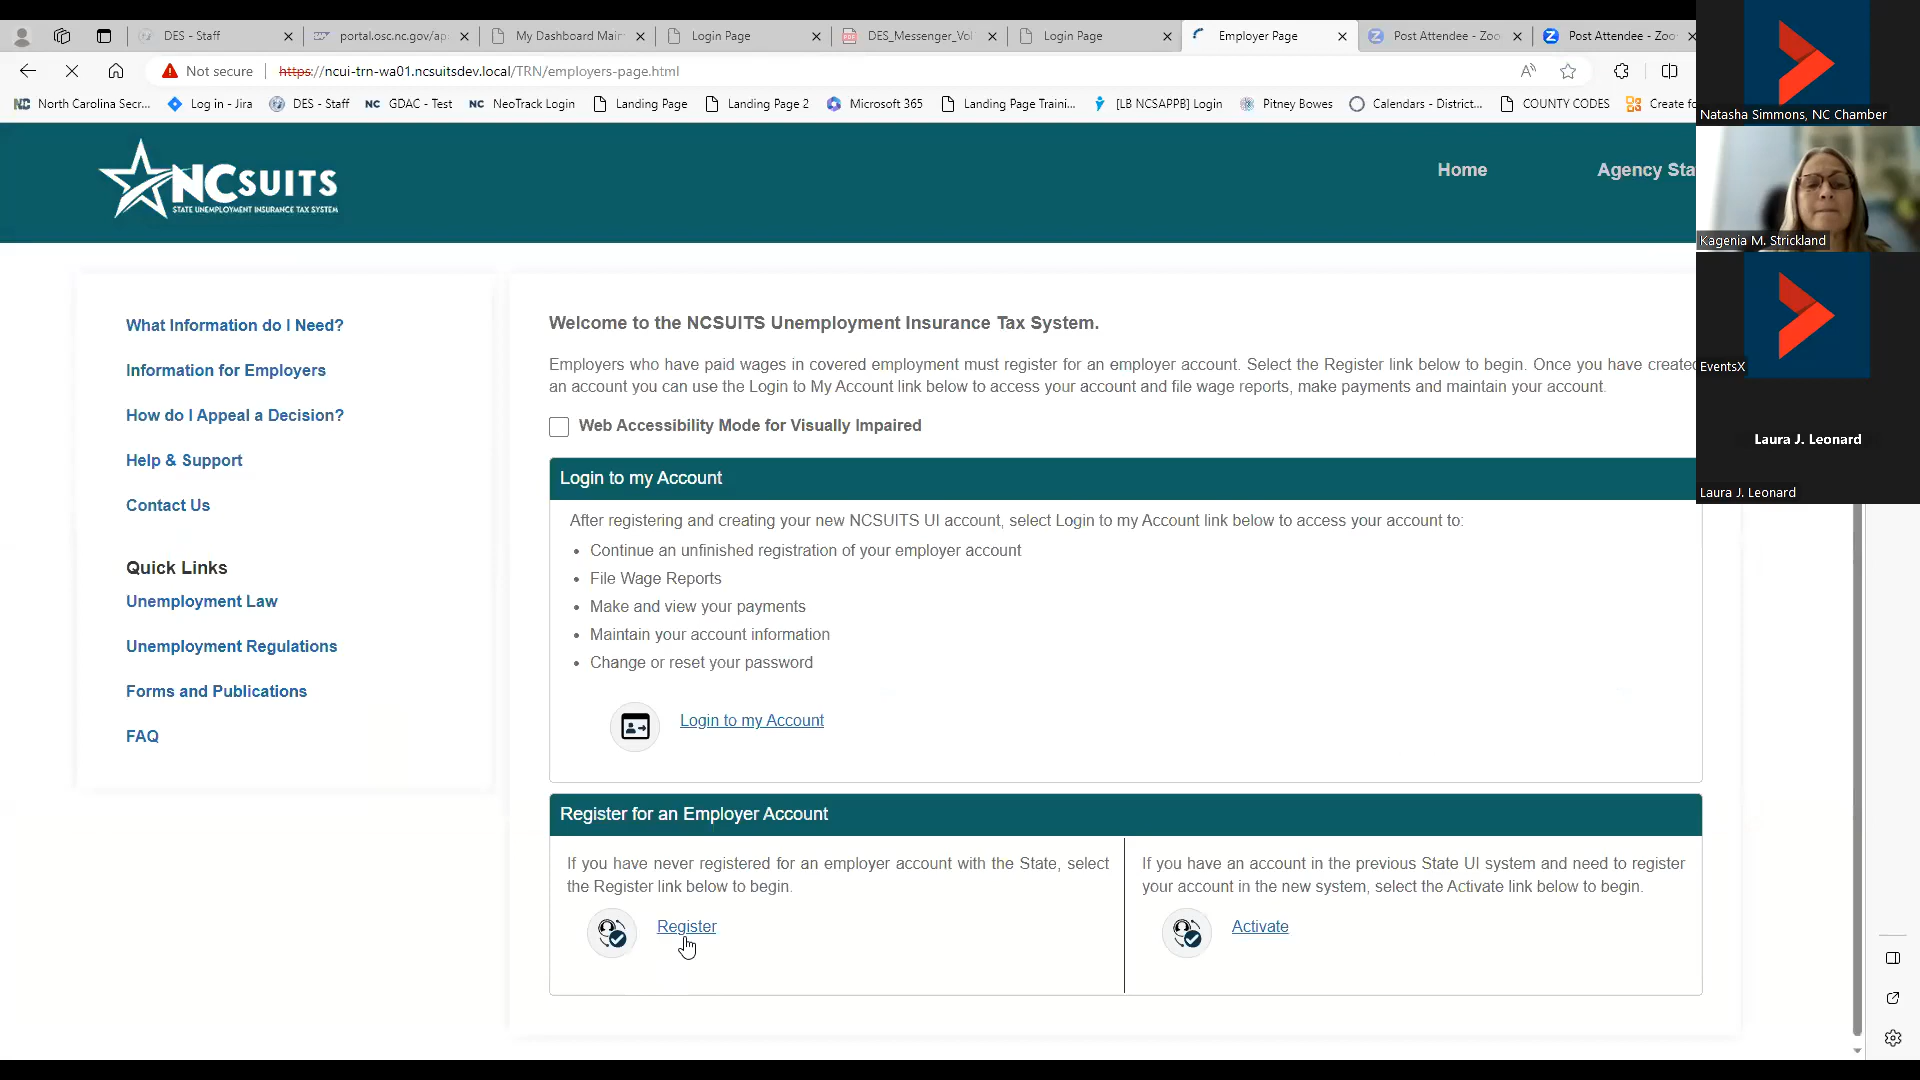 DES - Staff
portal.osc.nc.gov/ap
My Dashboard Main
Login Page
DES_Messenger_Vol
Login Page
Employer Page
Post Attendee - Zoo
Post Attendee - Zoo
Not secure
https://ncui-trn-wa01.ncsuitsdev.local/TRN/employers-page.html
NC North Carolina Secr...
Log in - Jira
DES - Staff
NC GDAC - Test
NC NeoTrack Login
Landing Page
Landing Page 2
Microsoft 365
Landing Page Traini...
[LB NCSAPPB] Login
Pitney Bowes
Calendars - District...
COUNTY CODES
Create fo
Natasha Simmons, NC Chamber
Kagenia M. Strickland
EventsX
Laura J. Leonard
Laura J. Leonard
NCSUITS
STATE UNEMPLOYMENT INSURANCE TAX SYSTEM
Home
Agency Sta
What Information do I Need?
Information for Employers
How do I Appeal a Decision?
Help & Support
Contact Us
Quick Links
Unemployment Law
Unemployment Regulations
Forms and Publications
FAQ
Welcome to the NCSUITS Unemployment Insurance Tax System.
Employers who have paid wages in covered employment must register for an employer account. Select the Register link below to begin. Once you have created
an account you can use the Login to My Account link below to access your account and file wage reports, make payments and maintain your account.
Web Accessibility Mode for Visually Impaired
Login to my Account
After registering and creating your new NCSUITS UI account, select Login to my Account link below to access your account to:
• Continue an unfinished registration of your employer account
• File Wage Reports
• Make and view your payments
• Maintain your account information
• Change or reset your password
Login to my Account
Register for an Employer Account
If you have never registered for an employer account with the State, select
the Register link below to begin.
Register
If you have an account in the previous State UI system and need to register
your account in the new system, select the Activate link below to begin.
Activate